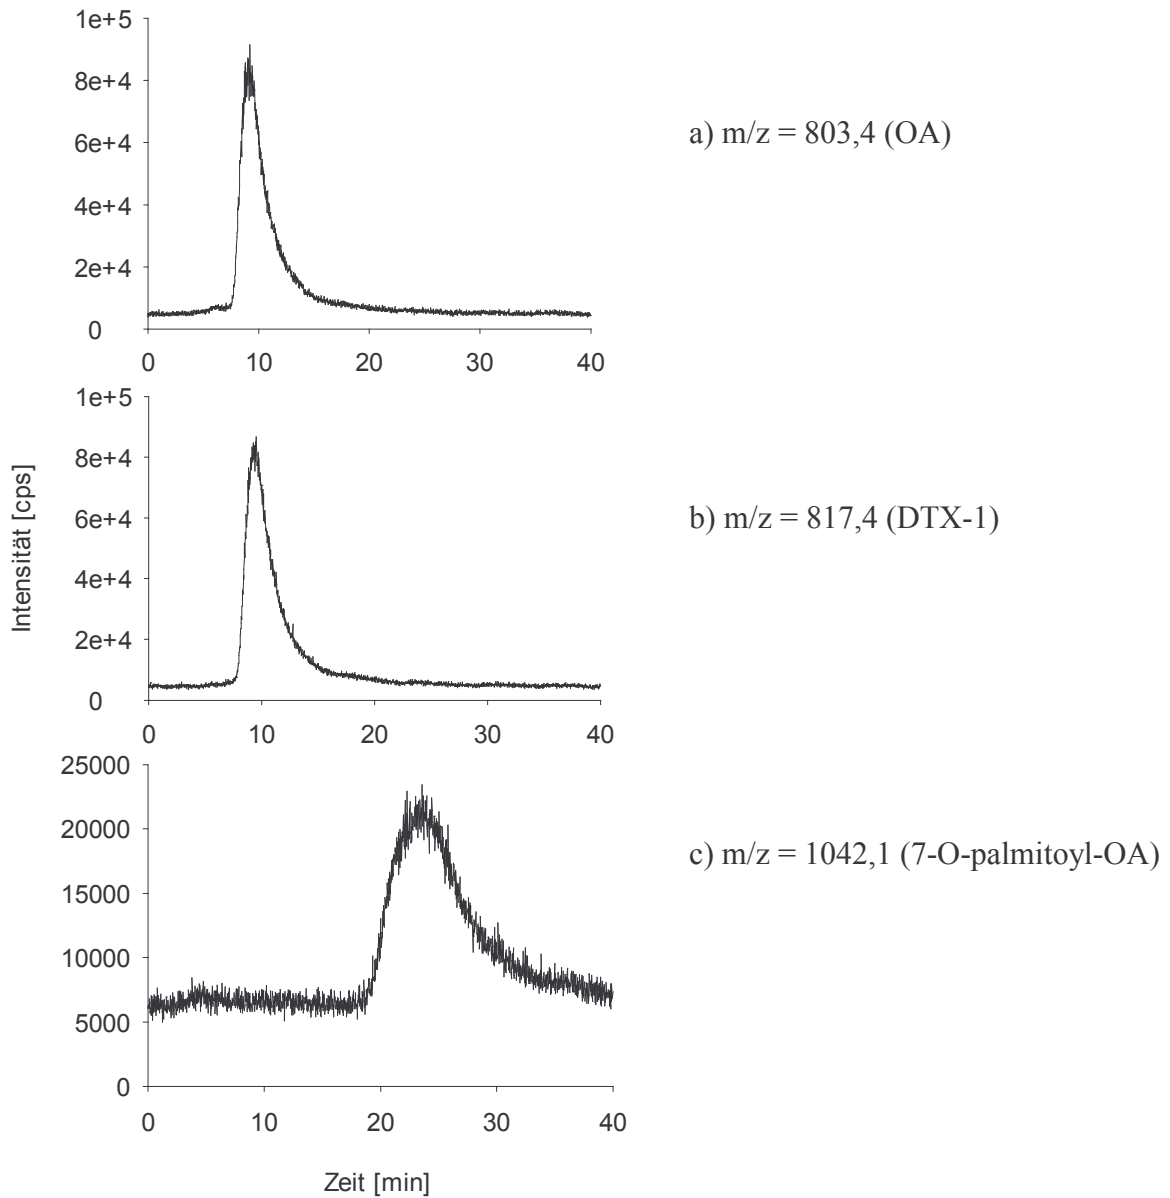 1e+5
8e+4
6e+4
4e+4
2e+4
0
0 10 20 30 40
a) m/z = 803,4 (OA)
1e+5
8e+4
6e+4
4e+4
2e+4
0
0 10 20 30 40
b) m/z = 817,4 (DTX-1)
Intensität [cps]
25000
20000
15000
10000
5000
0
0 10 20 30 40
c) m/z = 1042,1 (7-O-palmitoyl-OA)
Zeit [min]